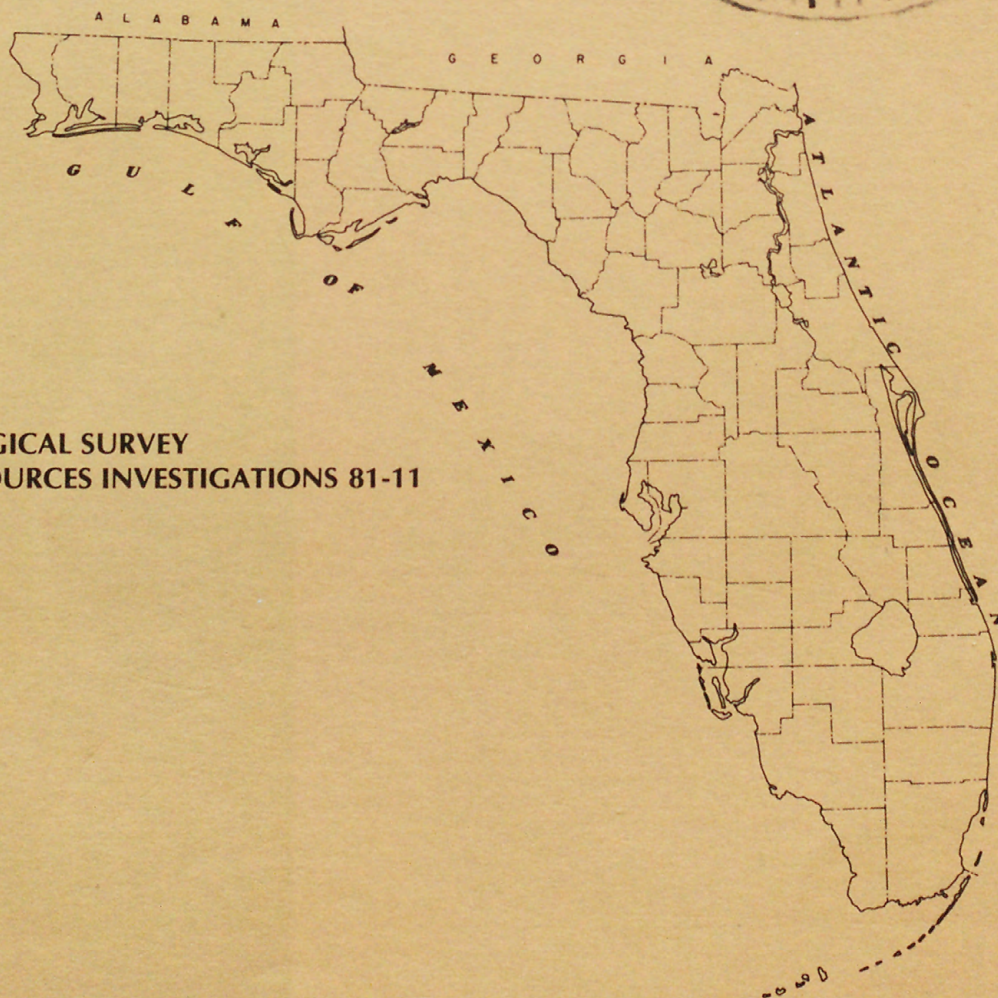 ALABAMA
GEORGIA
GULF OF MEXICO
ATLANTIC OCEAN
GICAL SURVEY
OURCES INVESTIGATIONS 81-11